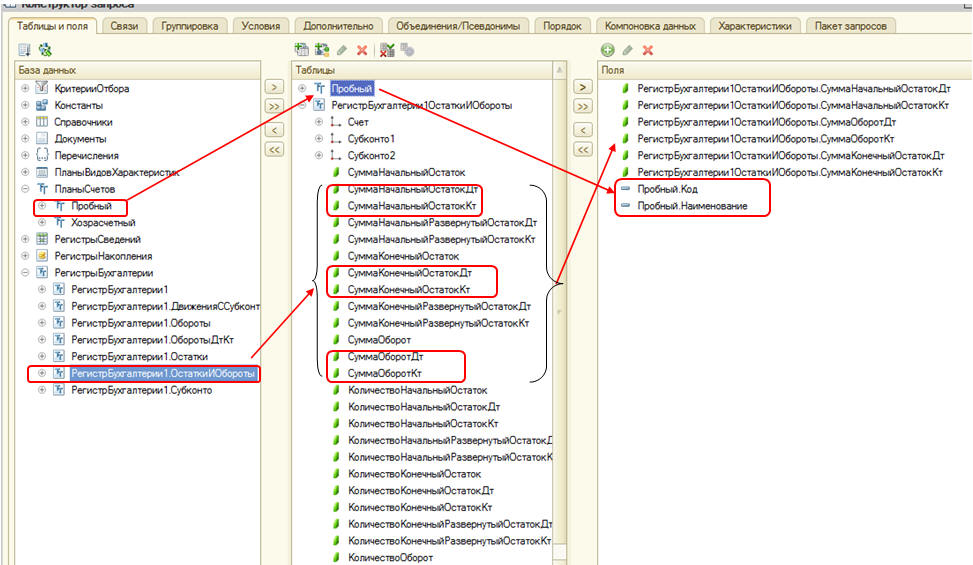 Конструктор запроса
Таблицы и поля
Связи
Группировка
Условия
Дополнительно
Объединения/Псевдонимы
Порядок
Компоновка данных
Характеристики
Пакет запросов
База данных
КритерииОтбора
Константы
Справочники
Документы
Перечисления
ПланыВидовХарактеристик
ПланыСчетов
Пробный
Хозрасчетный
РегистрыСведений
РегистрыНакопления
РегистрыБухгалтерии
РегистрБухгалтерии1
РегистрБухгалтерии1.ДвиженияССубконт
РегистрБухгалтерии1.Обороты
РегистрБухгалтерии1.ОборотыДтКт
РегистрБухгалтерии1.Остатки
РегистрБухгалтерии1.ОстаткиИОбороты
РегистрБухгалтерии1.Субконто
Таблицы
Пробный
РегистрБухгалтерии1ОстаткиИОбороты
Счет
Субконто1
Субконто2
СуммаНачальныйОстаток
СуммаНачальныйОстатокДт
СуммаНачальныйОстатокКт
СуммаНачальныйРазвернутыйОстатокДт
СуммаНачальныйРазвернутыйОстатокКт
СуммаКонечныйОстаток
СуммаКонечныйОстатокДт
СуммаКонечныйОстатокКт
СуммаКонечныйРазвернутыйОстатокДт
СуммаКонечныйРазвернутыйОстатокКт
СуммаОборот
СуммаОборотДт
СуммаОборотКт
КоличествоНачальныйОстаток
КоличествоНачальныйОстатокДт
КоличествоНачальныйОстатокКт
КоличествоНачальныйРазвернутыйОстатокД
КоличествоНачальныйРазвернутыйОстатокК
КоличествоКонечныйОстаток
КоличествоКонечныйОстатокДт
КоличествоКонечныйОстатокКт
КоличествоКонечныйРазвернутыйОстатокДт
КоличествоКонечныйРазвернутыйОстатокКт
КоличествоОборот
Поля
РегистрБухгалтерии1ОстаткиИОбороты.СуммаНачальныйОстатокДт
РегистрБухгалтерии1ОстаткиИОбороты.СуммаНачальныйОстатокКт
РегистрБухгалтерии1ОстаткиИОбороты.СуммаОборотДт
РегистрБухгалтерии1ОстаткиИОбороты.СуммаОборотКт
РегистрБухгалтерии1ОстаткиИОбороты.СуммаКонечныйОстатокДт
РегистрБухгалтерии1ОстаткиИОбороты.СуммаКонечныйОстатокКт
Пробный.Код
Пробный.Наименование